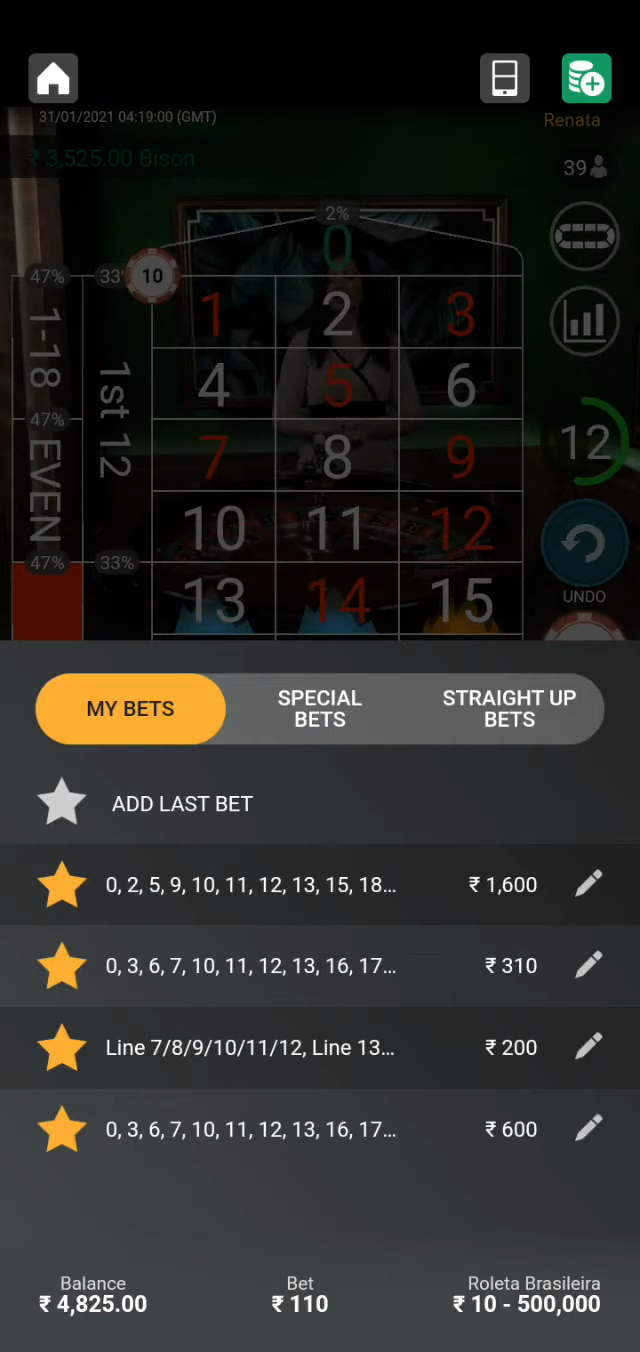 31/01/2021 04:19:00 (GMT)
Renata
₹ 3,525.00 Bison
39
2%
0
47%
33
10
1
2
3
1-18
1st 12
4
5
6
12
47%
EVEN
7
8
9
10
11
12
47%
33%
UNDO
13
14
15
MY BETS
SPECIAL BETS
STRAIGHT UP BETS
ADD LAST BET
0, 2, 5, 9, 10, 11, 12, 13, 15, 18... ₹ 1,600
0, 3, 6, 7, 10, 11, 12, 13, 16, 17... ₹ 310
Line 7/8/9/10/11/12, Line 13... ₹ 200
0, 3, 6, 7, 10, 11, 12, 13, 16, 17... ₹ 600
Balance Bet Roleta Brasileira
₹ 4,825.00 ₹ 110 ₹ 10 - 500,000